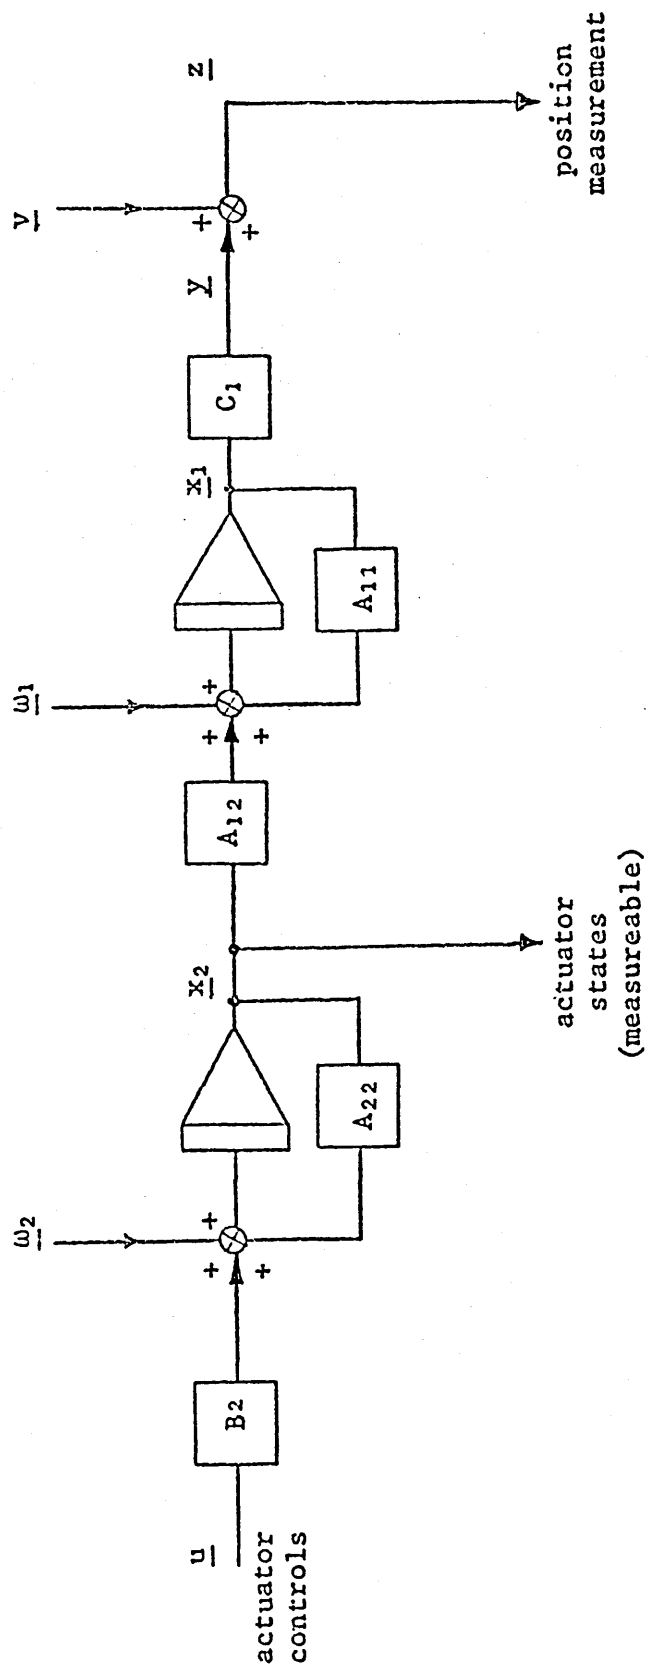 ω2
ω1
v
u
B2
x2
A12
x1
C1
y
z
+
+
+
+
+
+
+
+
A22
A11
actuator
controls
actuator
states
(measureable)
position
measurement